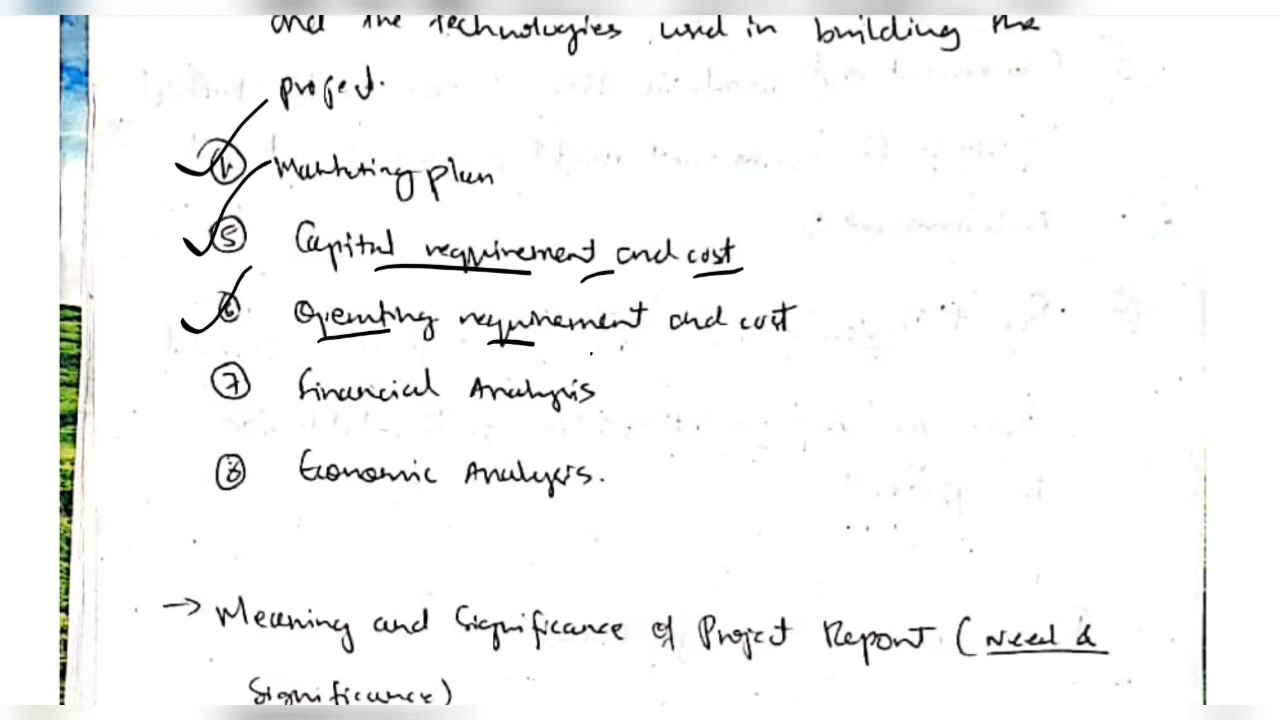 and the technologies used in building the
project.
④ Marketing plan
⑤ Capital requirement and cost
⑥ Operating requirement and cost
⑦ Financial Analysis
⑧ Economic Analysis.
→ Meaning and Significance of Project Report (Need &
Significance)